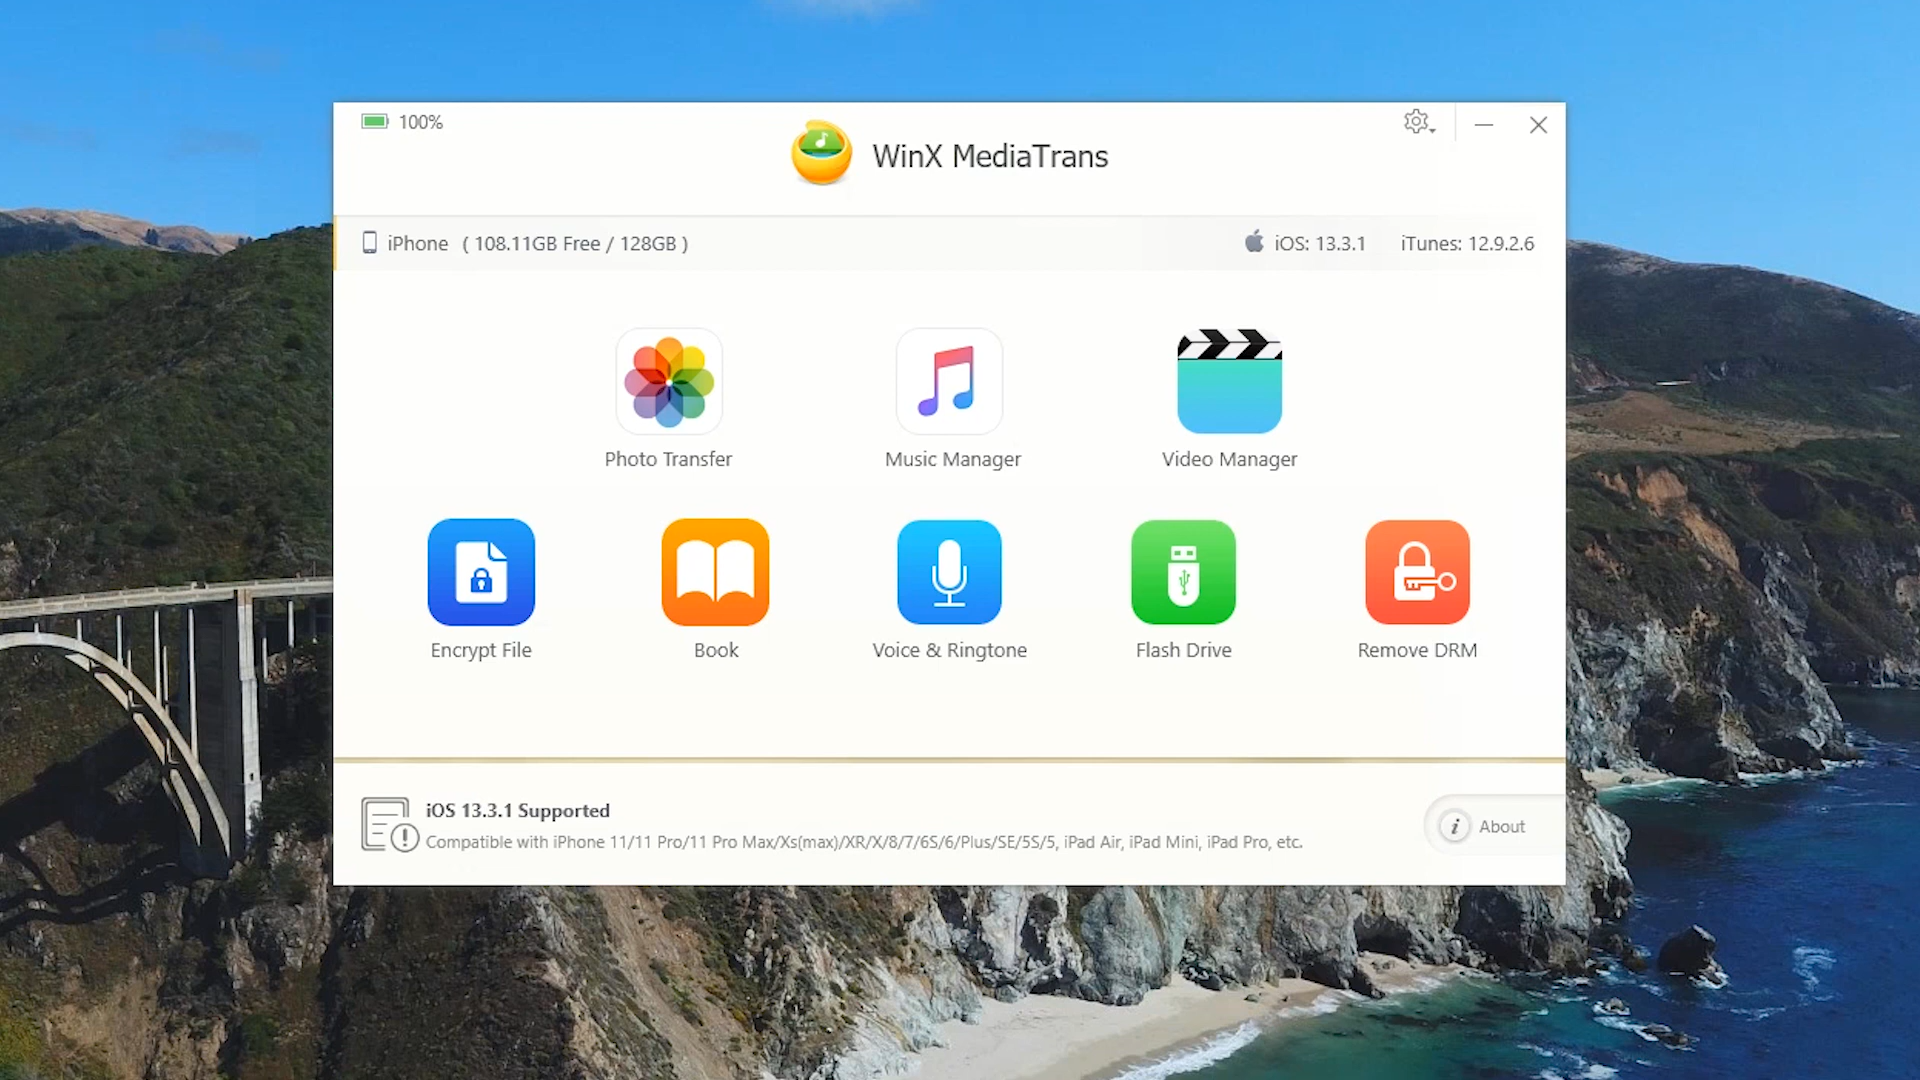 100%
WinX MediaTrans
iPhone ( 108.11GB Free / 128GB )
iOS: 13.3.1
iTunes: 12.9.2.6
Photo Transfer
Music Manager
Video Manager
Encrypt File
Book
Voice & Ringtone
Flash Drive
Remove DRM
iOS 13.3.1 Supported
Compatible with iPhone 11/11 Pro/11 Pro Max/Xs(max)/XR/X/8/7/6S/6/Plus/SE/5S/5, iPad Air, iPad Mini, iPad Pro, etc.
About